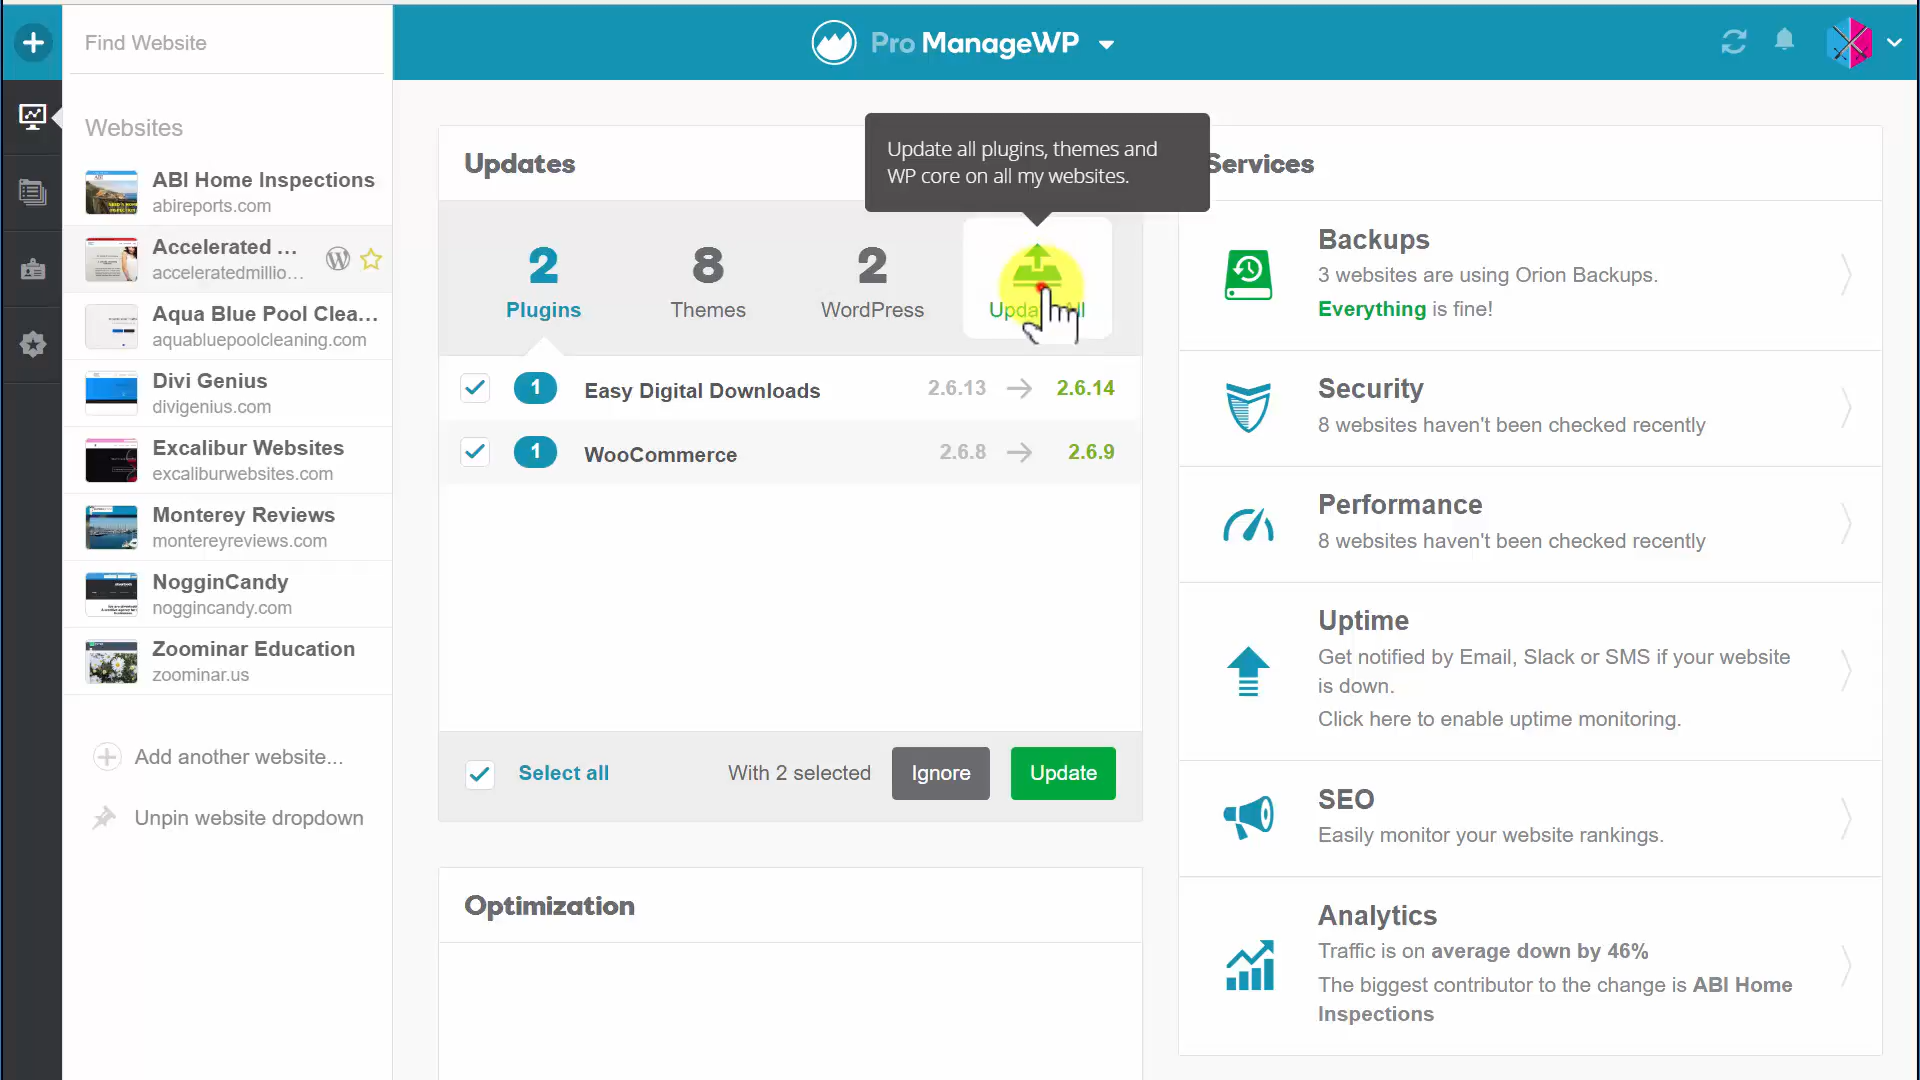 Find Website
Pro ManageWP
Websites
ABI Home Inspections
abireports.com
Accelerated ...
acceleratedmillio...
Aqua Blue Pool Clea...
aquabluepoolcleaning.com
Divi Genius
divigenius.com
Excalibur Websites
excaliburwebsites.com
Monterey Reviews
montereyreviews.com
NogginCandy
noggincandy.com
Zoominar Education
zoominar.us
Add another website...
Unpin website dropdown
Updates
Update all plugins, themes and
WP core on all my websites.
2
Plugins
8
Themes
2
WordPress
1 Easy Digital Downloads 2.6.13 → 2.6.14
1 WooCommerce 2.6.8 → 2.6.9
Select all With 2 selected Ignore Update
Optimization
Services
Backups
3 websites are using Orion Backups.
Everything is fine!
Security
8 websites haven't been checked recently
Performance
8 websites haven't been checked recently
Uptime
Get notified by Email, Slack or SMS if your website
is down.
Click here to enable uptime monitoring.
SEO
Easily monitor your website rankings.
Analytics
Traffic is on average down by 46%
The biggest contributor to the change is ABI Home
Inspections